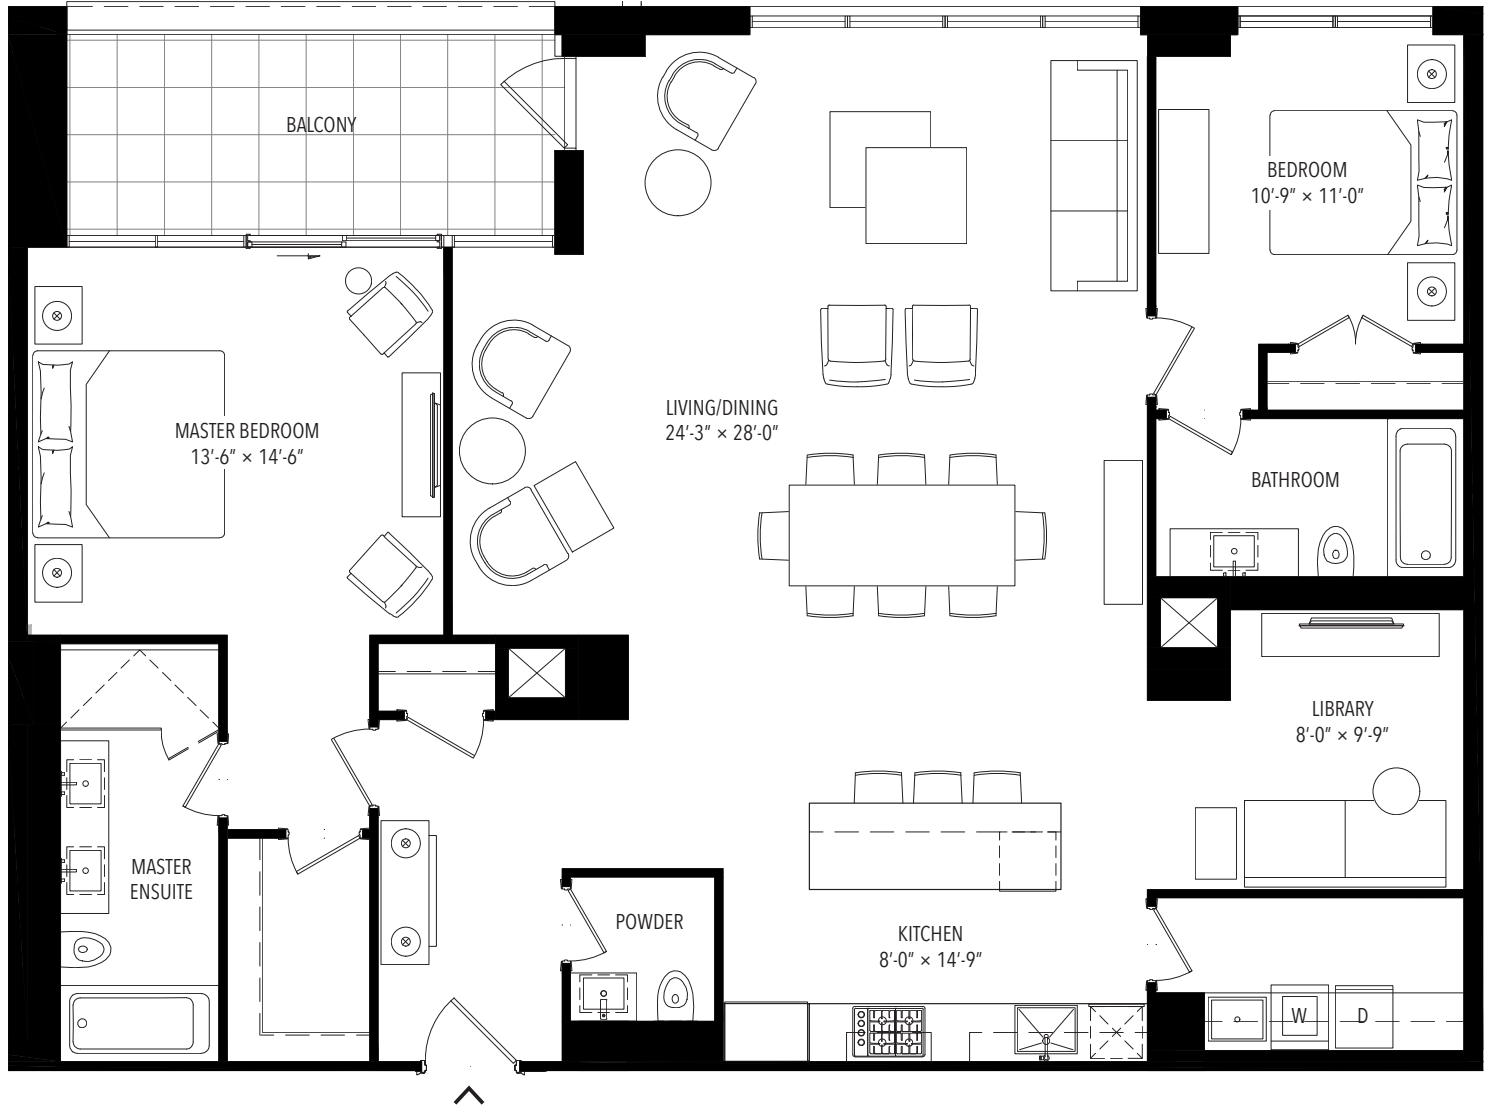 BALCONY
BEDROOM
10'-9" × 11'-0"
LIVING/DINING
24'-3" × 28'-0"
MASTER BEDROOM
13'-6" × 14'-6"
BATHROOM
LIBRARY
8'-0" × 9'-9"
MASTER
ENSUITE
POWDER
KITCHEN
8'-0" × 14'-9"
W
D